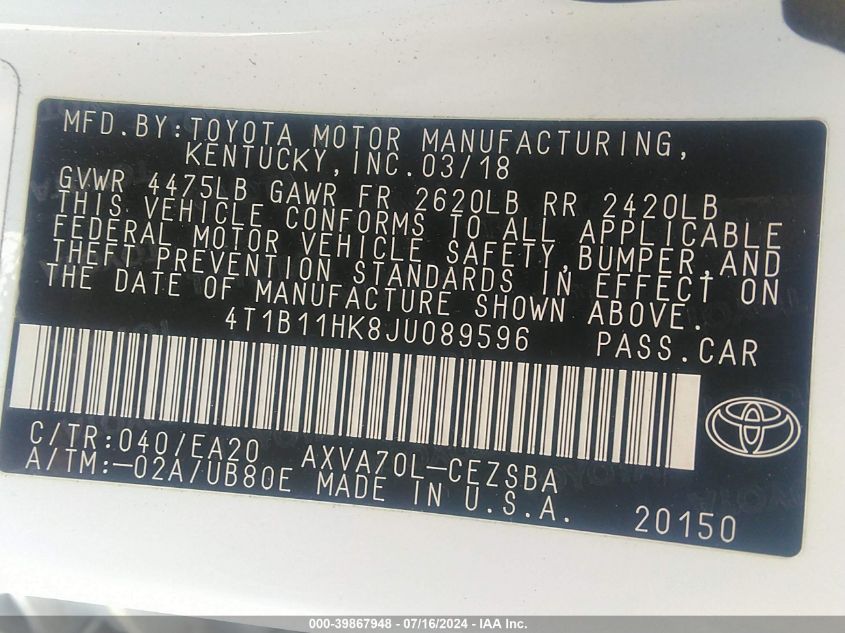 MFD.BY:TOYOTA MOTOR MANUFACTURING,
KENTUCKY,INC.03/18
GVWR 4475LB GAWR FR 2620LB RR 2420LB
THIS VEHICLE CONFORMS TO ALL APPLICABLE
FEDERAL MOTOR VEHICLE SAFETY,BUMPER,AND
THEFT PREVENTION STANDARDS IN EFFECT ON
THE DATE OF MANUFACTURE SHOWN ABOVE.
4T1B11HK8JU089596 PASS.CAR
C/TR:040/EA20 AXVA70L-CEZSBA
A/TM:-02A/UB80E MADE IN U.S.A.
20150
000-39867948 - 07/16/2024 - IAA Inc.